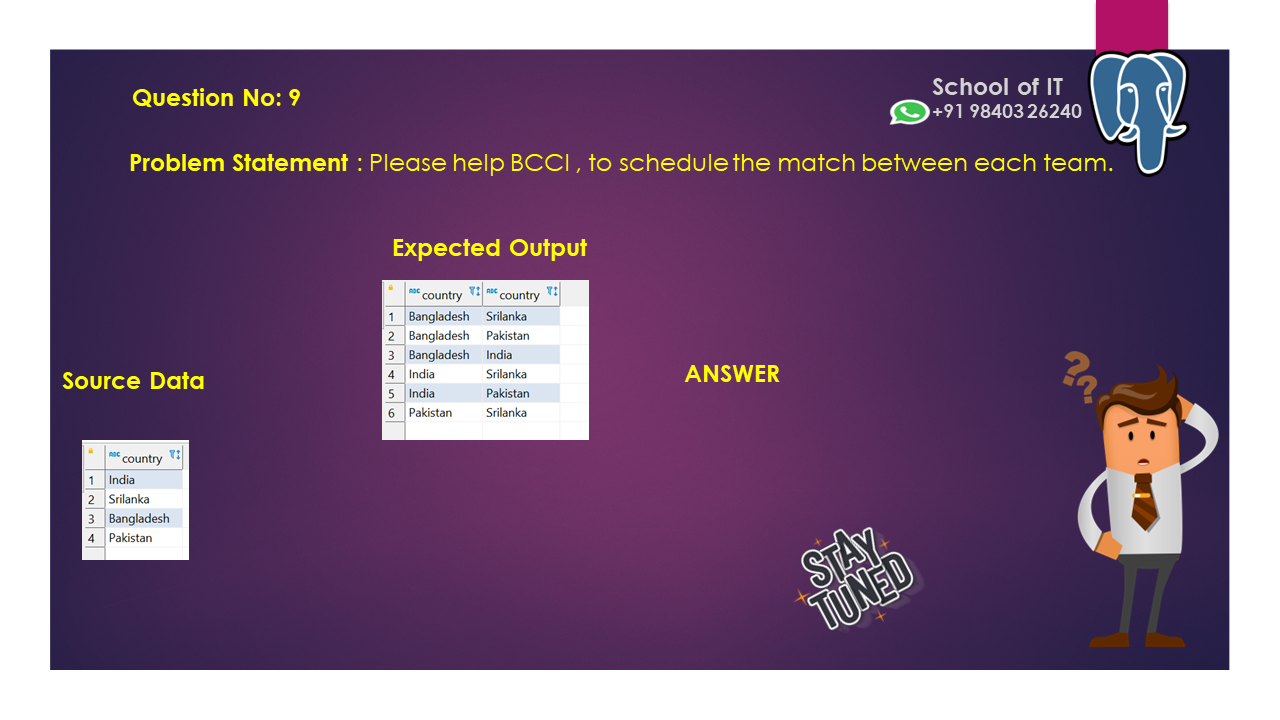 Question No: 9
School of IT
+91 98403 26240
Problem Statement : Please help BCCI , to schedule the match between each team.
Expected Output
ABC country ABC country
1 Bangladesh Srilanka
2 Bangladesh Pakistan
3 Bangladesh India
4 India Srilanka
5 India Pakistan
6 Pakistan Srilanka
ANSWER
Source Data
ABC country
1 India
2 Srilanka
3 Bangladesh
4 Pakistan
??
STAY
TUNED